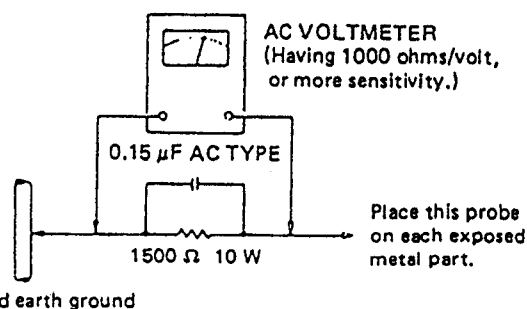 AC VOLTMETER
(Having 1000 ohms/volt,
or more sensitivity.)
0.15 µF AC TYPE
1500 Ω 10 W
Place this probe
on each exposed
metal part.
earth ground